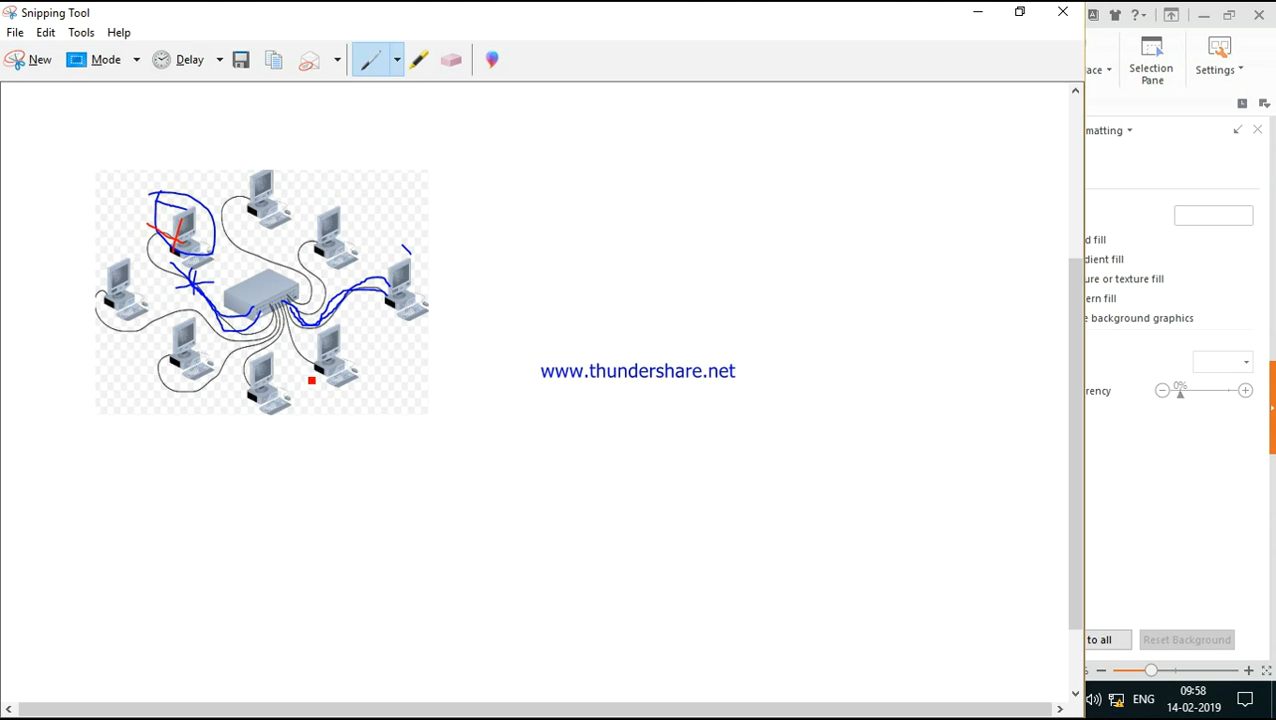 Snipping Tool
File Edit Tools Help
New Mode Delay
ace
Selection
Pane
Settings
matting
d fill
dient fill
ure or texture fill
ern fill
e background graphics
www.thundershare.net
rency 0%
to all Reset Background
%
ENG
09:58
14-02-2019